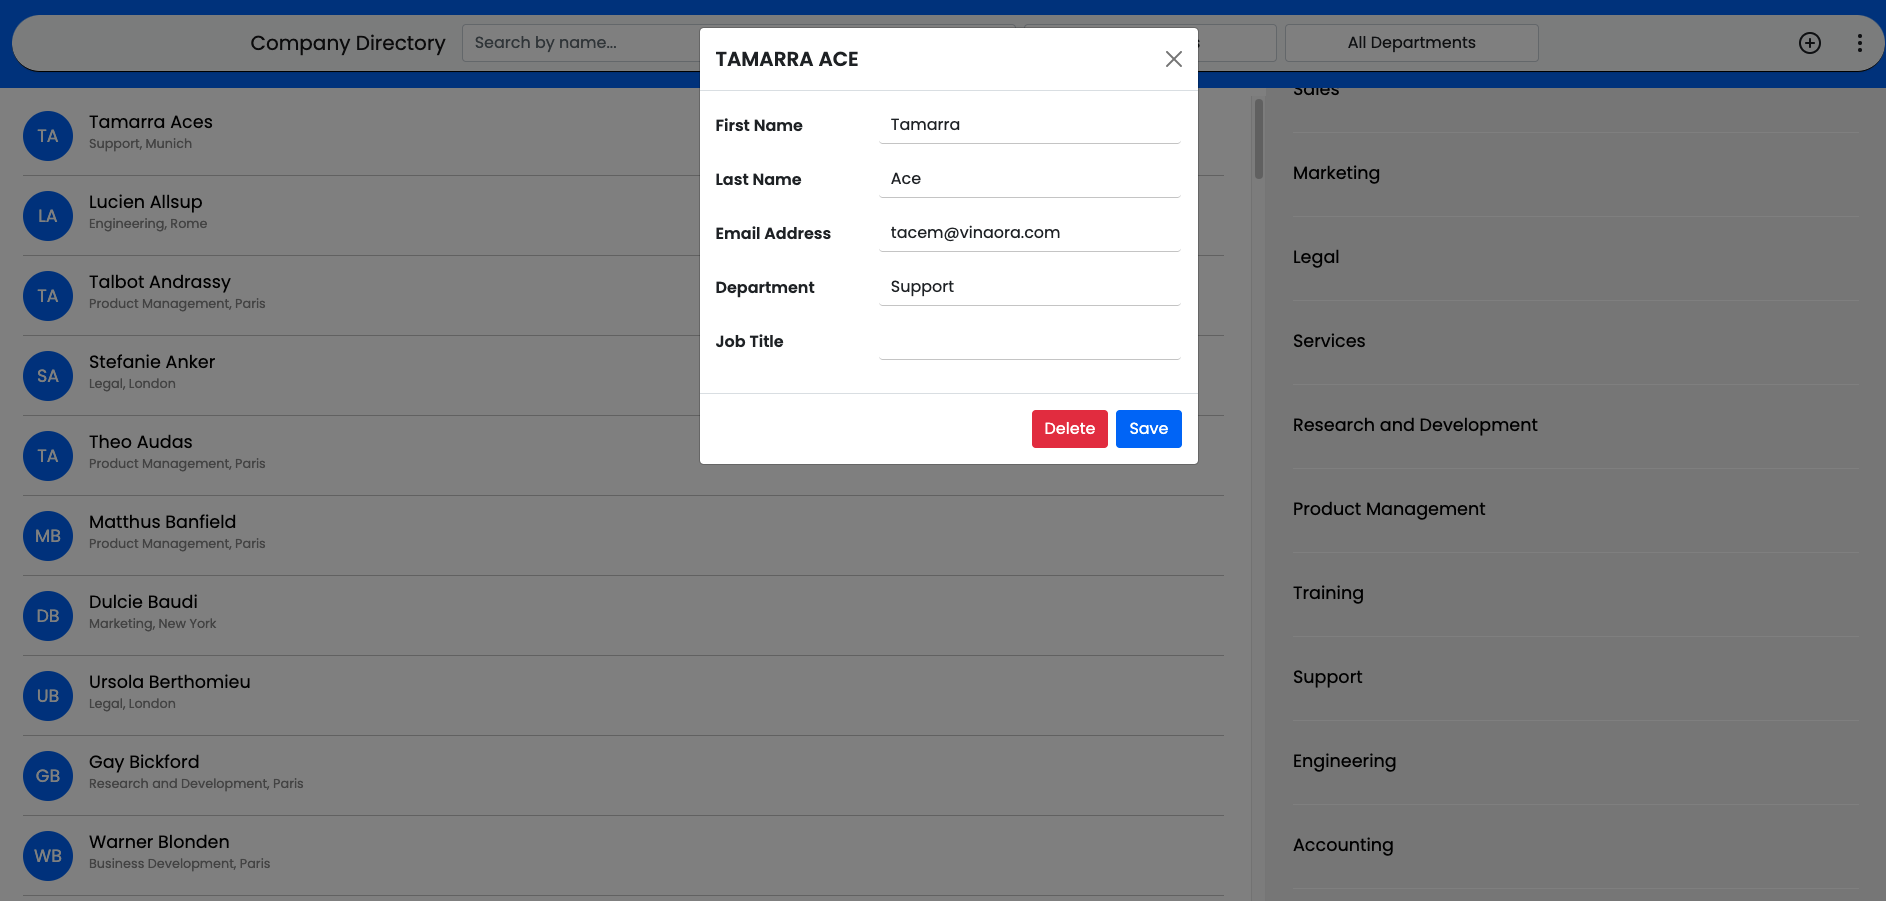 Company Directory
Search by name...
All Departments
TAMARRA ACE
First Name
Tamarra
Last Name
Ace
Email Address
tacem@vinaora.com
Department
Support
Job Title
Delete
Save
TA
Tamarra Aces
Support, Munich
LA
Lucien Allsup
Engineering, Rome
TA
Talbot Andrassy
Product Management, Paris
SA
Stefanie Anker
Legal, London
TA
Theo Audas
Product Management, Paris
MB
Matthus Banfield
Product Management, Paris
DB
Dulcie Baudi
Marketing, New York
UB
Ursola Berthomieu
Legal, London
GB
Gay Bickford
Research and Development, Paris
WB
Warner Blonden
Business Development, Paris
Sales
Marketing
Legal
Services
Research and Development
Product Management
Training
Support
Engineering
Accounting